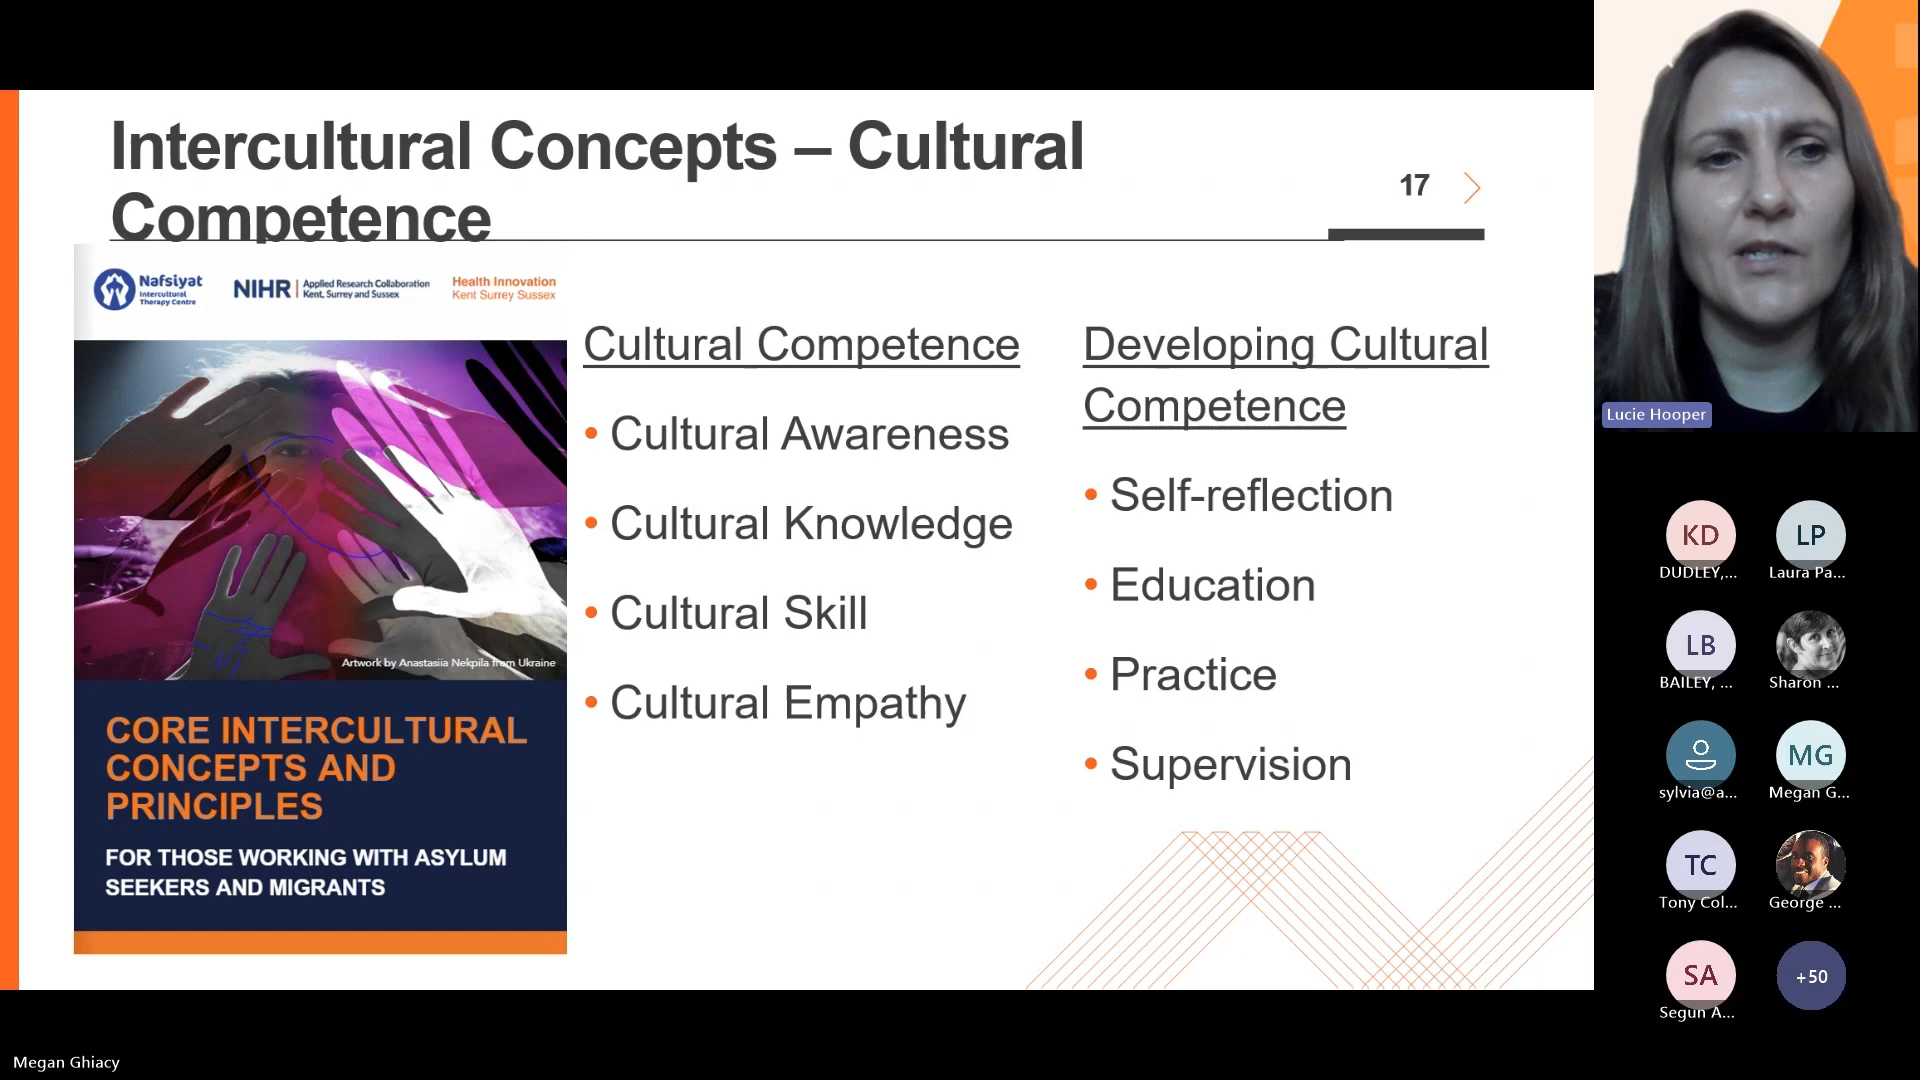 Intercultural Concepts – Cultural
Competence
17
Nafsiyat
Intercultural
Therapy Centre
NIHR | Applied Research Collaboration
Kent, Surrey and Sussex
Health Innovation
Kent Surrey Sussex
Artwork by Anastasiia Nekpila from Ukraine
CORE INTERCULTURAL
CONCEPTS AND
PRINCIPLES
FOR THOSE WORKING WITH ASYLUM
SEEKERS AND MIGRANTS
Cultural Competence
• Cultural Awareness
• Cultural Knowledge
• Cultural Skill
• Cultural Empathy
Developing Cultural
Competence
• Self-reflection
• Education
• Practice
• Supervision
Lucie Hooper
KD
DUDLEY,...
LP
Laura Pa...
LB
BAILEY, ...
Sharon ...
sylvia@a...
MG
Megan G...
TC
Tony Col...
George ...
SA
Segun A...
+50
Megan Ghiacy